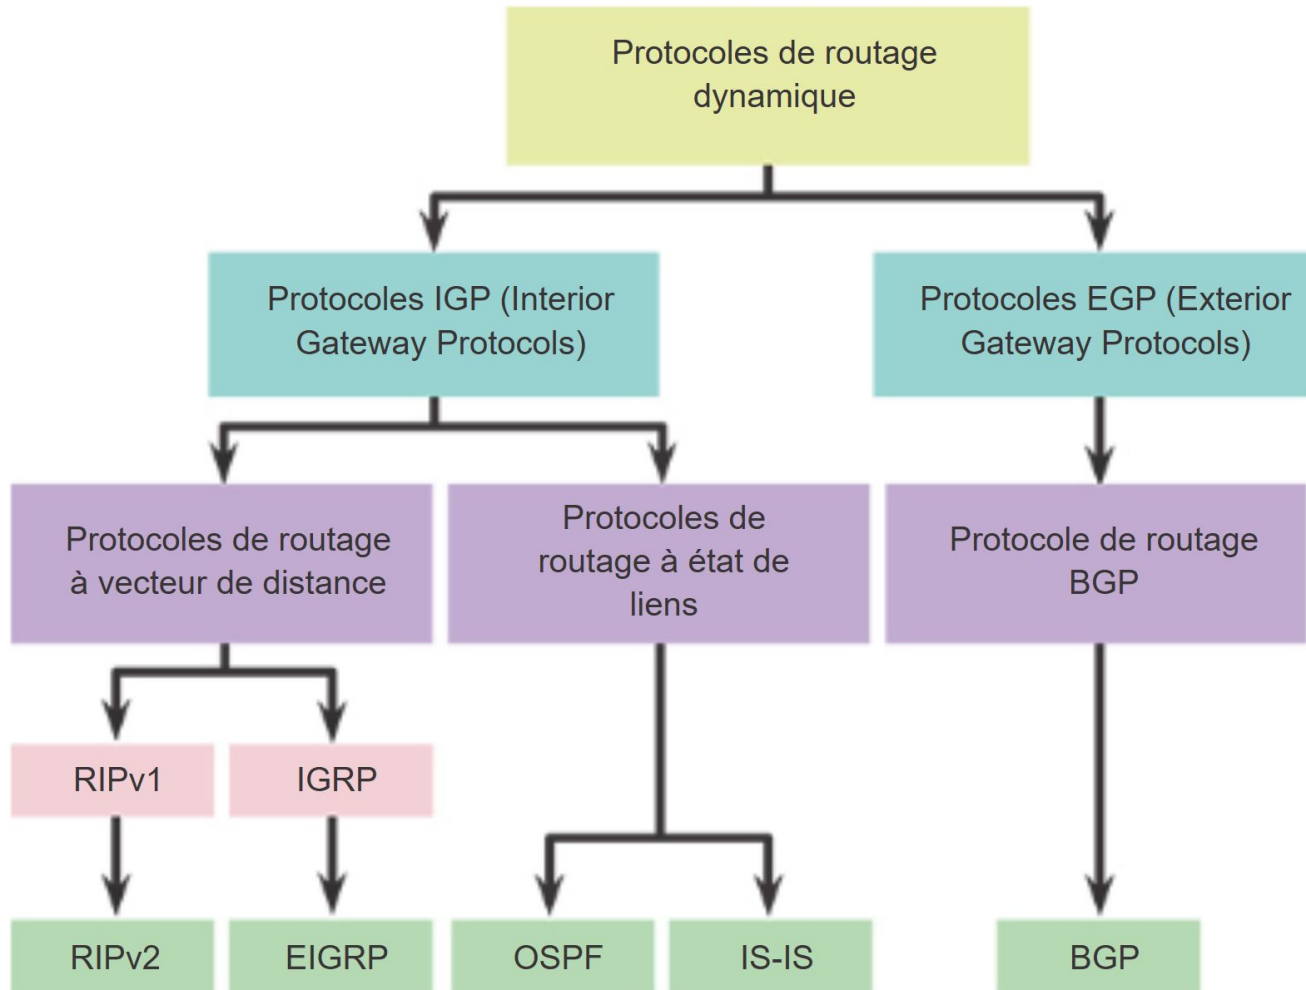 Protocoles de routage
dynamique
Protocoles IGP (Interior
Gateway Protocols)
Protocoles EGP (Exterior
Gateway Protocols)
Protocoles de routage
à vecteur de distance
Protocoles de
routage à état de
liens
Protocole de routage
BGP
RIPv1
IGRP
RIPv2
EIGRP
OSPF
IS-IS
BGP